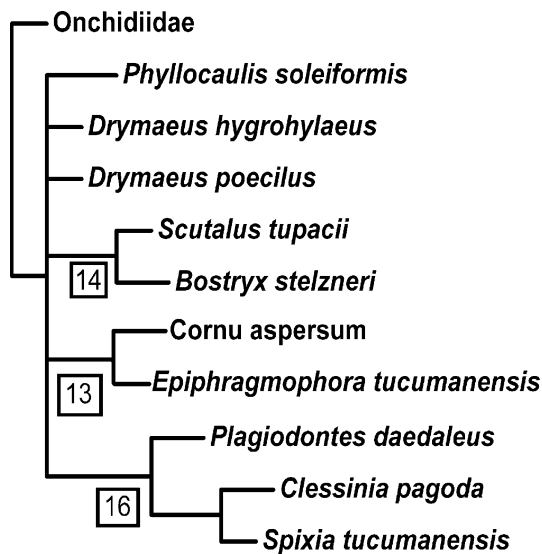 Onchidiidae
Phyllocaulis soleiformis
Drymaeus hygrohylaeus
Drymaeus poecilus
Scutalus tupacii
14
Bostryx stelzneri
Cornu aspersum
13
Epiphragmophora tucumanensis
Plagiodontes daedaleus
Clessinia pagoda
16
Spixia tucumanensis